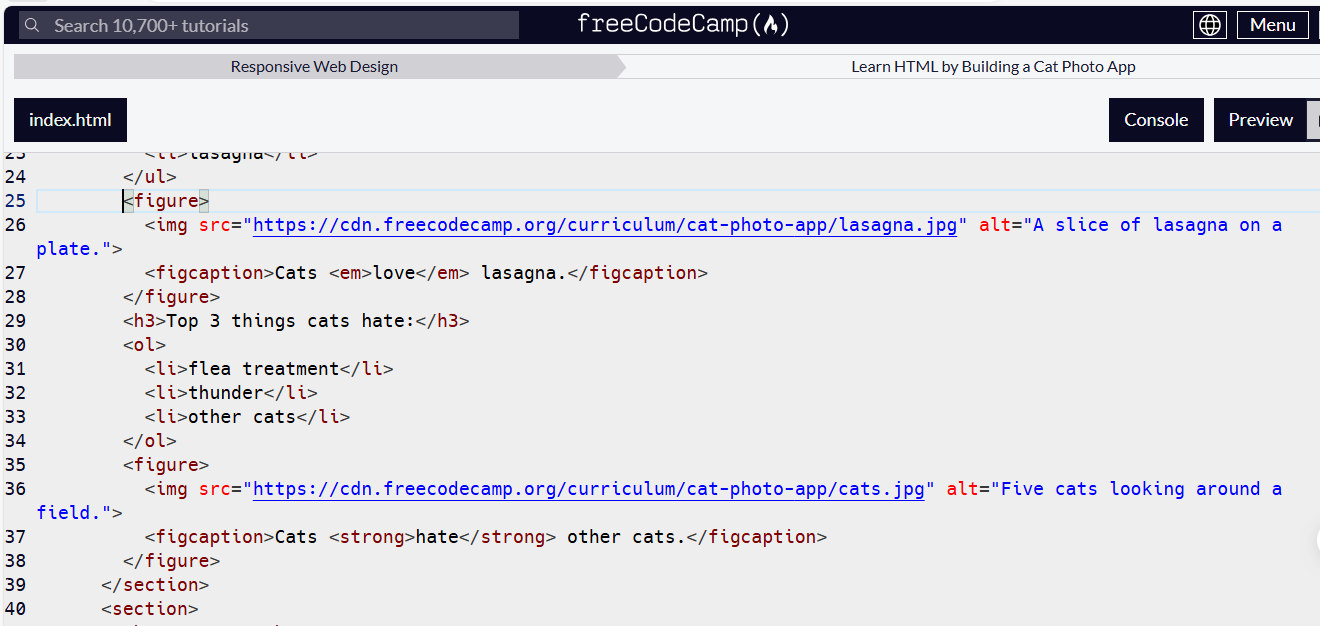 Search 10,700+ tutorials
freeCodeCamp
Menu
Responsive Web Design
Learn HTML by Building a Cat Photo App
index.html
Console
Preview
23 <li>lasagna</li>
24 </ul>
25 <figure>
26 <img src="https://cdn.freecodecamp.org/curriculum/cat-photo-app/lasagna.jpg" alt="A slice of lasagna on a
plate.">
27 <figcaption>Cats <em>love</em> lasagna.</figcaption>
28 </figure>
29 <h3>Top 3 things cats hate:</h3>
30 <ol>
31 <li>flea treatment</li>
32 <li>thunder</li>
33 <li>other cats</li>
34 </ol>
35 <figure>
36 <img src="https://cdn.freecodecamp.org/curriculum/cat-photo-app/cats.jpg" alt="Five cats looking around a
field.">
37 <figcaption>Cats <strong>hate</strong> other cats.</figcaption>
38 </figure>
39 </section>
40 <section>